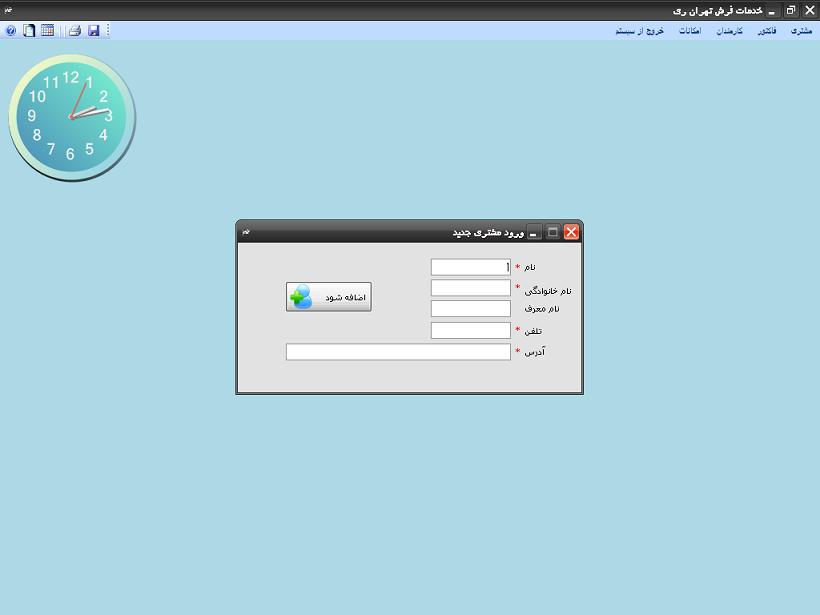 خدمات فرش تهران ری
مشتری فاکتور کارمندان امکانات خروج از سیستم
12
11 1
10 2
9 3
8 4
7 5
6
ورود مشتری جدید
نام *
نام خانوادگی *
اضافه شود
نام معرف
تلفن *
آدرس *